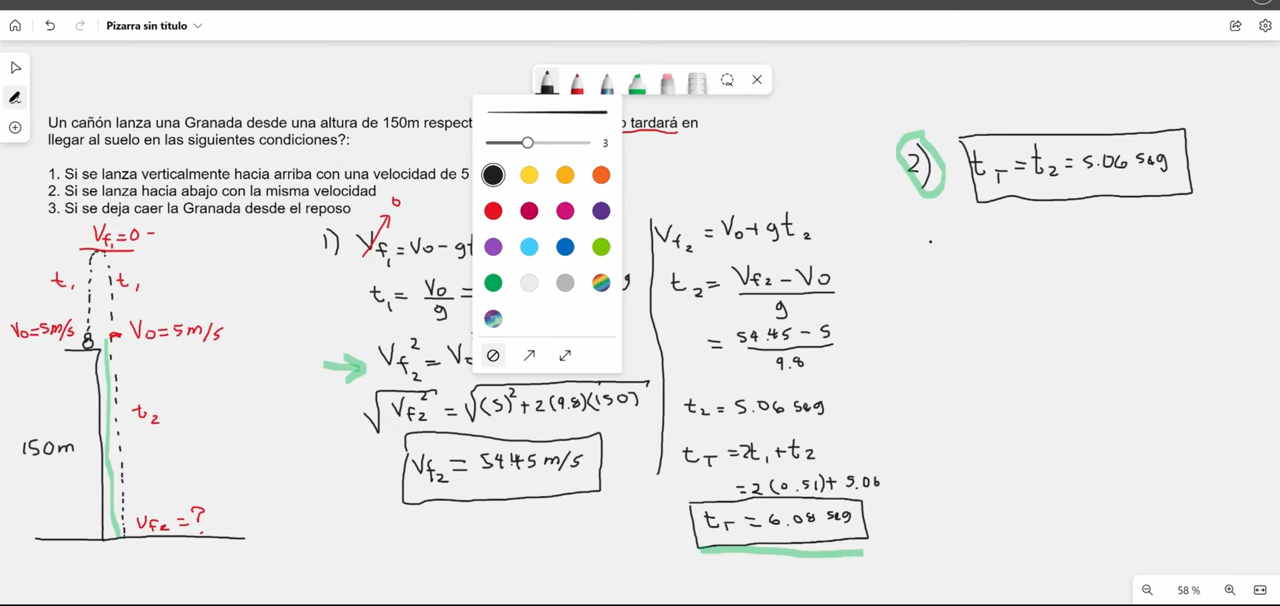 Pizarra sin título
Un cañón lanza una Granada desde una altura de 150m respect
tardará en
llegar al suelo en las siguientes condiciones?:
1. Si se lanza verticalmente hacia arriba con una velocidad de 5
2. Si se lanza hacia abajo con la misma velocidad
3. Si se deja caer la Granada desde el reposo
3
Vf₁=0
t₁ t₁
V0=5m/s V0=5m/s
t₂
150m
Vf₂=?
0
1) Vf₁=V0-gt
t₁= V0/g =
g
Vf₂²=V0
√Vf₂² = √(5)²+2(9.8)(150)
Vf₂= 54.45 m/s
Vf₂ = V0+gt₂
t₂= Vf₂-V0/g
= 54.45-5/9.8
t₂= 5.06 seg
tT=2t₁+t₂
=2(0.51)+5.06
tT=6.08 seg
2) tT=t₂=5.06 seg
58 %